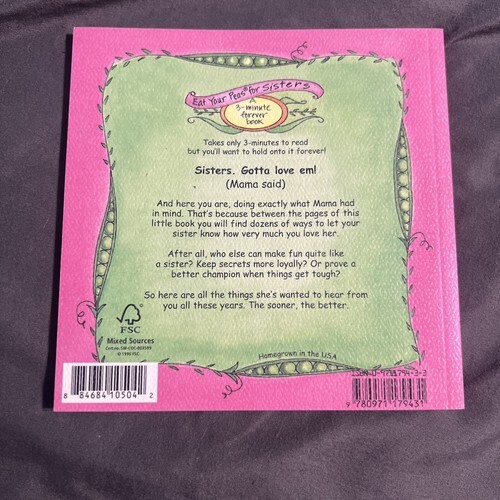 Eat Your Peas® for Sisters
A
3-minute
forever
book
Takes only 3-minutes to read
but you'll want to hold onto it forever!
Sisters. Gotta love em!
(Mama said)
And here you are, doing exactly what Mama had
in mind. That's because between the pages of this
little book you will find dozens of ways to let your
sister know how very much you love her.
After all, who else can make fun quite like
a sister? Keep secrets more loyally? Or prove a
better champion when things get tough?
So here are all the things she's wanted to hear from
you all these years. The sooner, the better.
FSC
Mixed Sources
© 1996 FSC
Homegrown in the USA
8 84684 10504 2
9 780971 179431